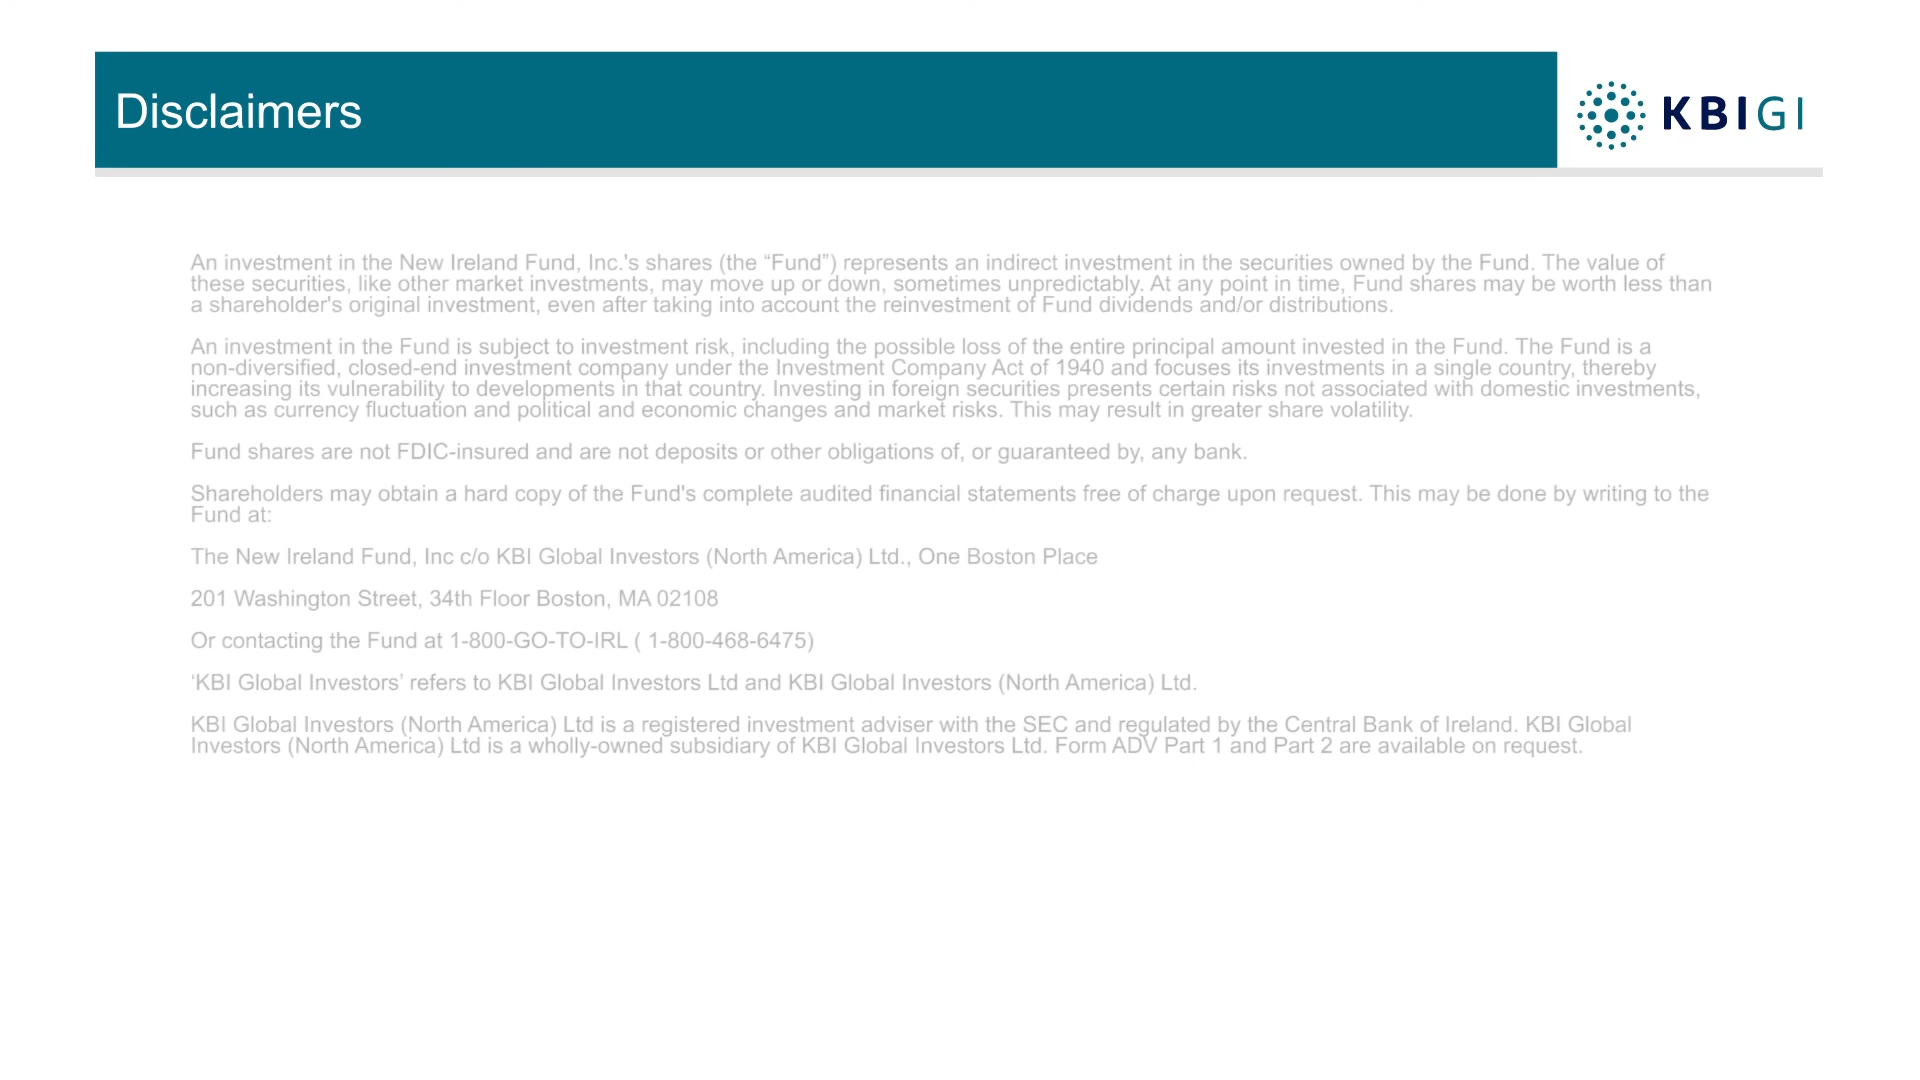 Disclaimers
KBIGI
An investment in the New Ireland Fund, Inc.'s shares (the “Fund”) represents an indirect investment in the securities owned by the Fund. The value of
these securities, like other market investments, may move up or down, sometimes unpredictably. At any point in time, Fund shares may be worth less than
a shareholder's original investment, even after taking into account the reinvestment of Fund dividends and/or distributions.
An investment in the Fund is subject to investment risk, including the possible loss of the entire principal amount invested in the Fund. The Fund is a
non-diversified, closed-end investment company under the Investment Company Act of 1940 and focuses its investments in a single country, thereby
increasing its vulnerability to developments in that country. Investing in foreign securities presents certain risks not associated with domestic investments,
such as currency fluctuation and political and economic changes and market risks. This may result in greater share volatility.
Fund shares are not FDIC-insured and are not deposits or other obligations of, or guaranteed by, any bank.
Shareholders may obtain a hard copy of the Fund's complete audited financial statements free of charge upon request. This may be done by writing to the
Fund at:
The New Ireland Fund, Inc c/o KBI Global Investors (North America) Ltd., One Boston Place
201 Washington Street, 34th Floor Boston, MA 02108
Or contacting the Fund at 1-800-GO-TO-IRL ( 1-800-468-6475)
‘KBI Global Investors’ refers to KBI Global Investors Ltd and KBI Global Investors (North America) Ltd.
KBI Global Investors (North America) Ltd is a registered investment adviser with the SEC and regulated by the Central Bank of Ireland. KBI Global
Investors (North America) Ltd is a wholly-owned subsidiary of KBI Global Investors Ltd. Form ADV Part 1 and Part 2 are available on request.